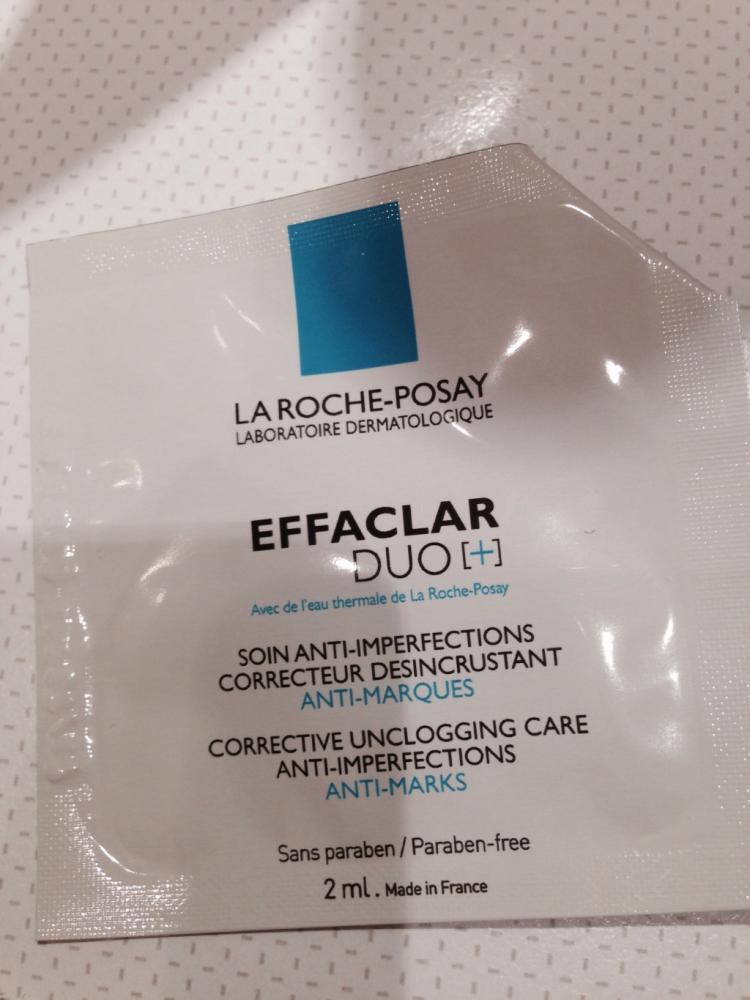 LA ROCHE-POSAY
LABORATOIRE DERMATOLOGIQUE
EFFACLAR
DUO [+]
Avec de l'eau thermale de La Roche-Posay
SOIN ANTI-IMPERFECTIONS
CORRECTEUR DESINCRUSTANT
ANTI-MARQUES
CORRECTIVE UNCLOGGING CARE
ANTI-IMPERFECTIONS
ANTI-MARKS
Sans paraben / Paraben-free
2 ml. Made in France